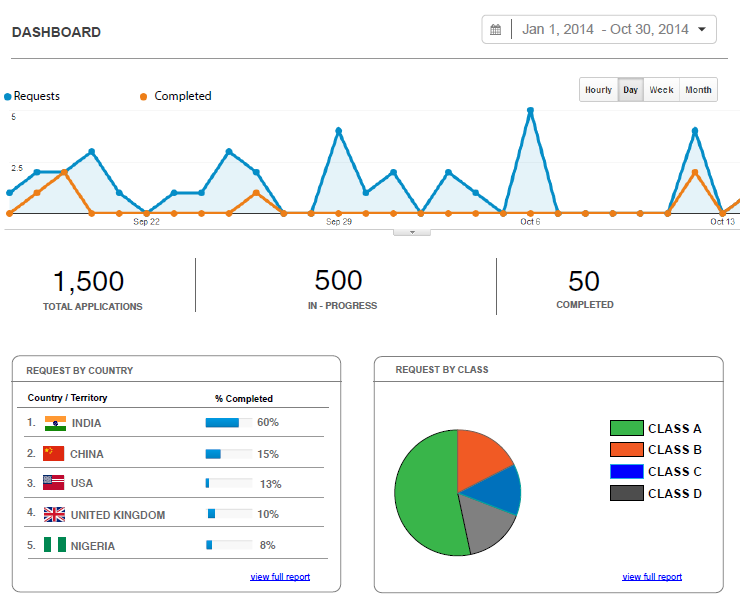 DASHBOARD
Jan 1, 2014 - Oct 30, 2014
Requests
Completed
Hourly Day Week Month
5
2.5
Sep 22 Sep 29 Oct 6 Oct 13
1,500 500 50
TOTAL APPLICATIONS IN - PROGRESS COMPLETED
REQUEST BY COUNTRY
Country / Territory % Completed
1. INDIA 60%
2. CHINA 15%
3. USA 13%
4. UNITED KINGDOM 10%
5. NIGERIA 8%
view full report
REQUEST BY CLASS
CLASS A
CLASS B
CLASS C
CLASS D
view full report